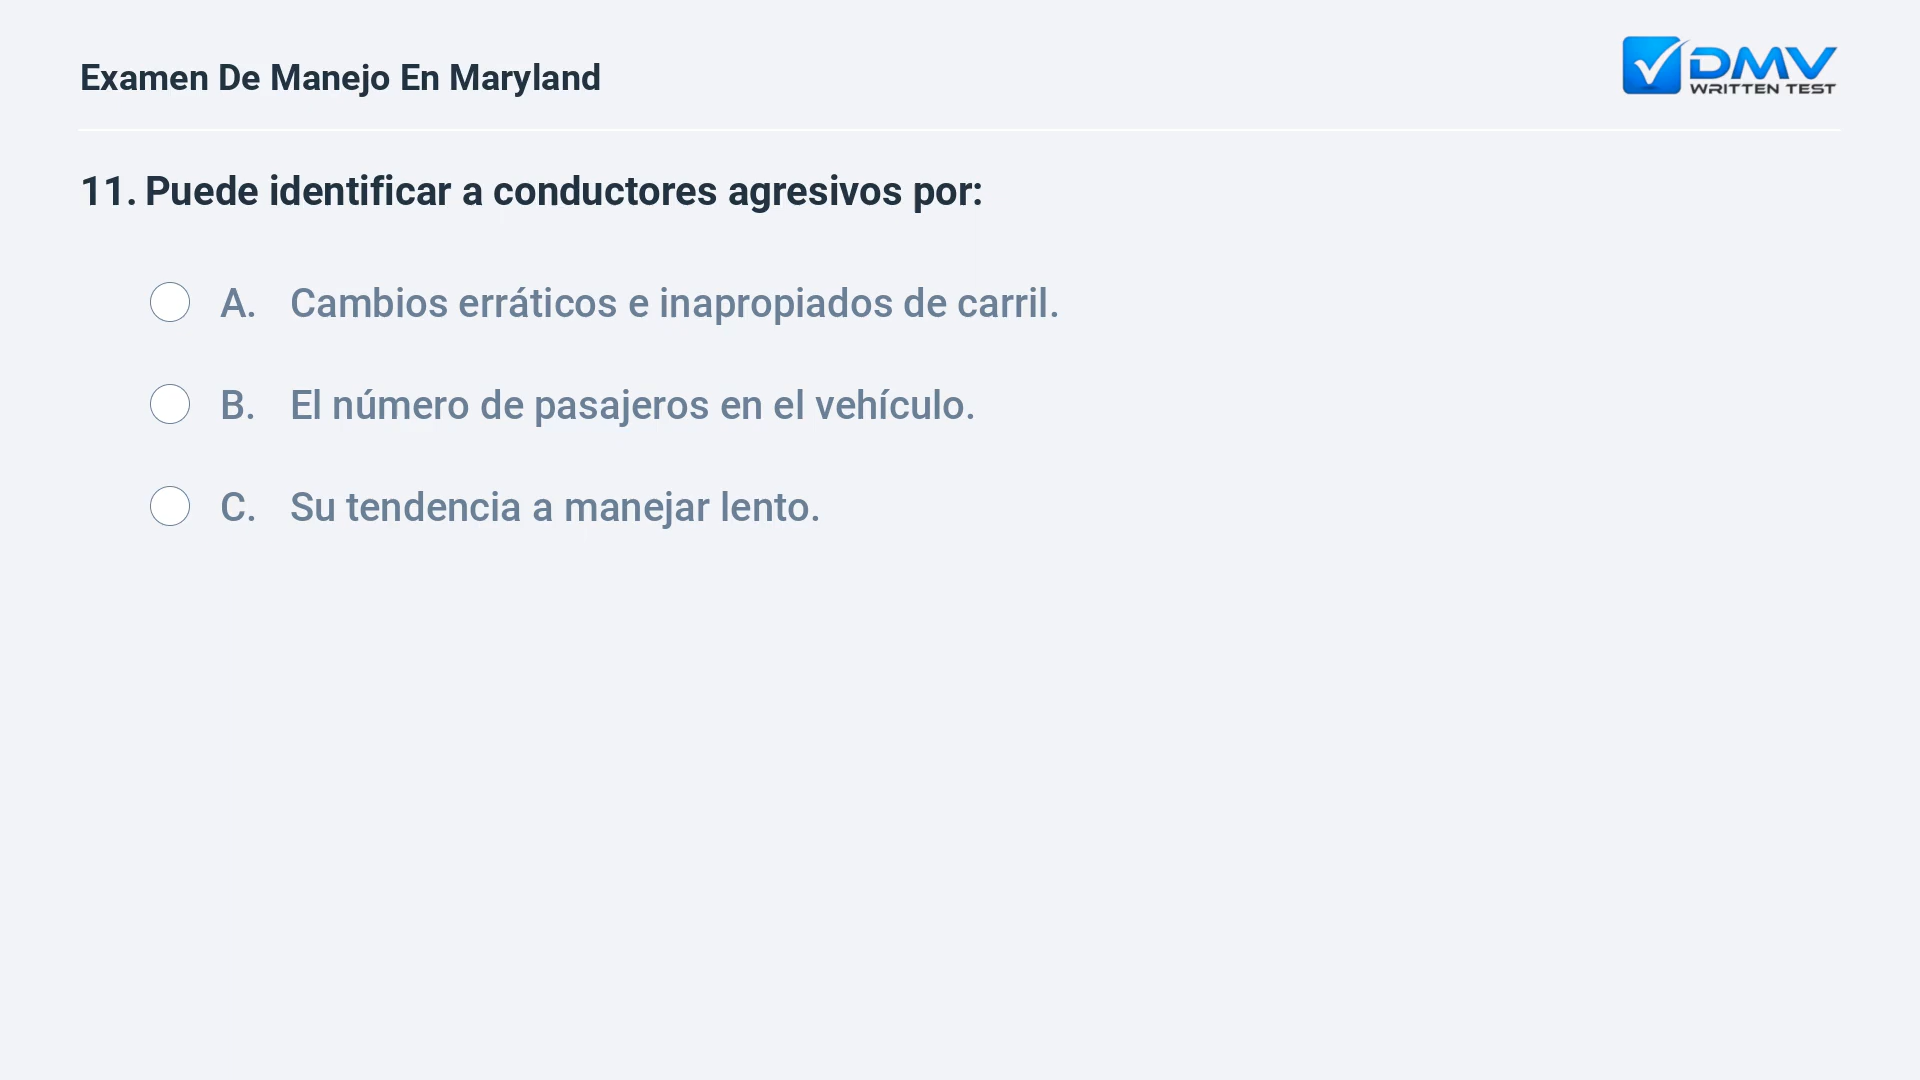 Examen De Manejo En Maryland
DMV
WRITTEN TEST
11. Puede identificar a conductores agresivos por:
A. Cambios erráticos e inapropiados de carril.
B. El número de pasajeros en el vehículo.
C. Su tendencia a manejar lento.